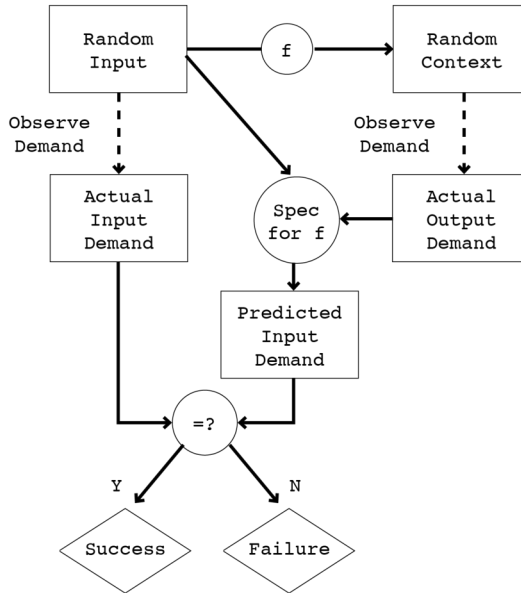 Random
Input
f
Random
Context
Observe
Demand
Observe
Demand
Actual
Input
Demand
Spec
for f
Actual
Output
Demand
Predicted
Input
Demand
=?
Y
N
Success
Failure